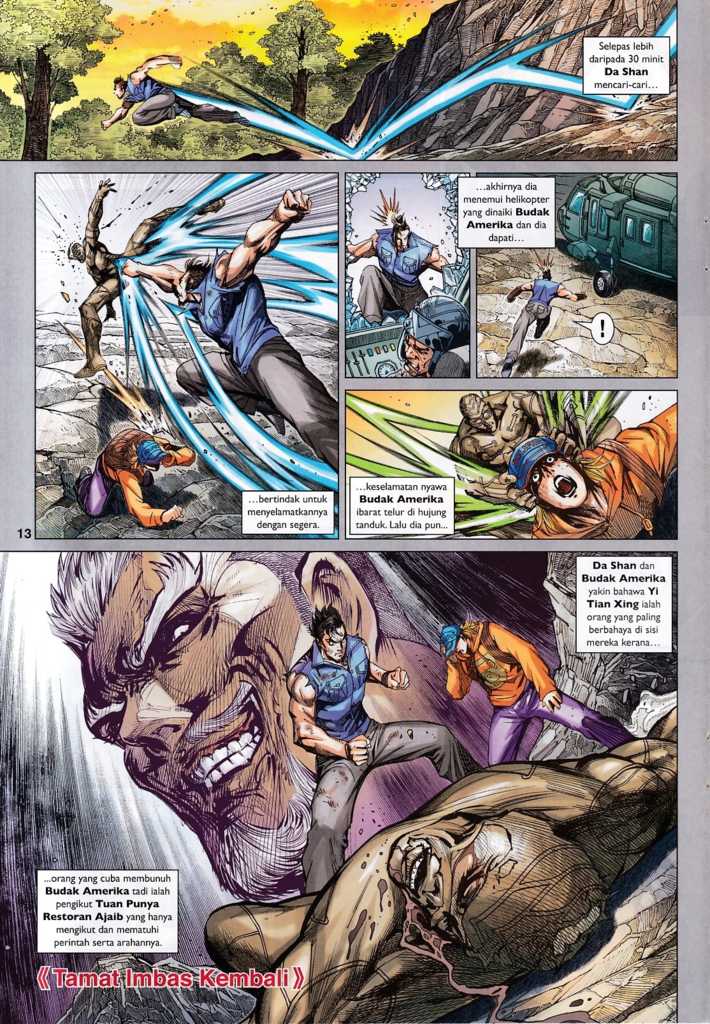 Selepas lebih
daripada 30 minit
Da Shan
mencari-cari...
...akhirnya dia
menemui helikopter
yang dinaiki Budak
Amerika dan dia
dapati...
!
...keselamatan nyawa
Budak Amerika
ibarat telur di hujung
tanduk. Lalu dia pun...
...bertindak untuk
menyelamatkannya
dengan segera.
13
Da Shan dan
Budak Amerika
yakin bahawa Yi
Tian Xing ialah
orang yang paling
berbahaya di sisi
mereka kerana...
...orang yang cuba membunuh
Budak Amerika tadi ialah
pengikut Tuan Punya
Restoran Ajaib yang hanya
mengikut dan mematuhi
perintah serta arahannya.
《Tamat Imbas Kembali》